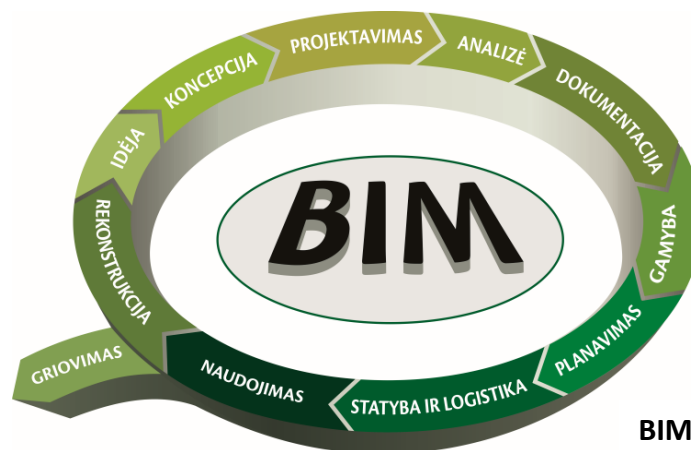 IDĖJA
KONCEPCIJA
PROJEKTAVIMAS
ANALIZĖ
DOKUMENTACIJA
GAMYBA
PLANAVIMAS
STATYBA IR LOGISTIKA
NAUDOJIMAS
REKONSTRUKCIJA
GRIOVIMAS
BIM
BIM